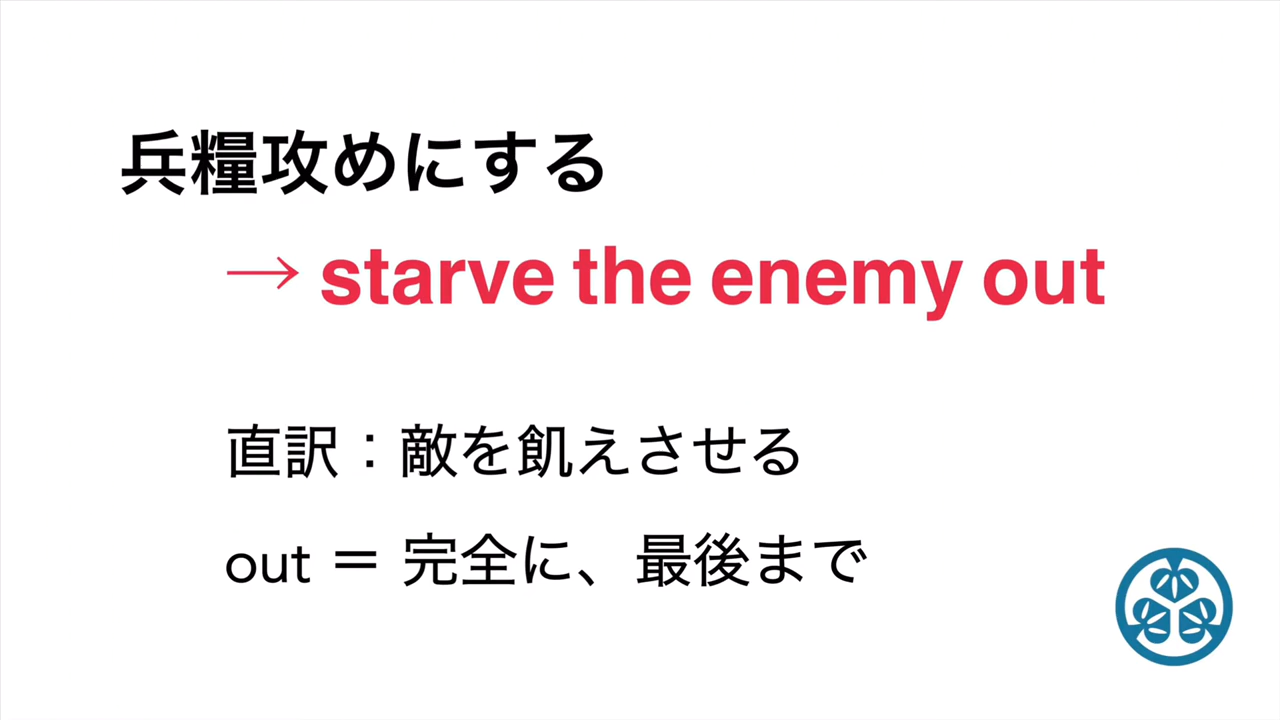 兵糧攻めにする
→ starve the enemy out
直訳：敵を飢えさせる
out ＝ 完全に、最後まで